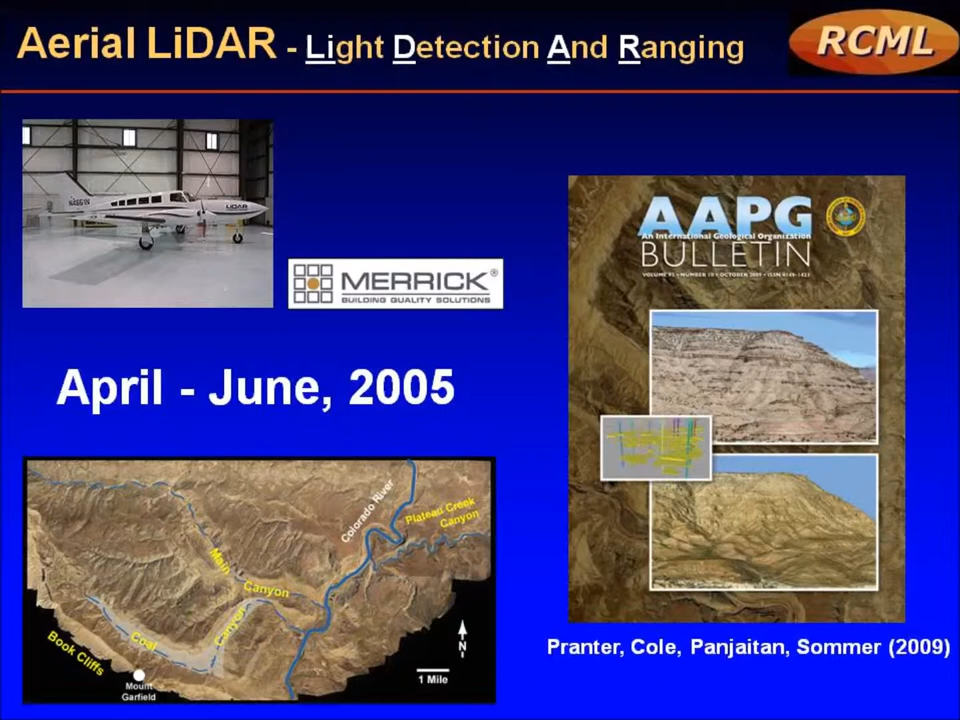 Aerial LiDAR - Light Detection And Ranging
RCML
N4661N
LiDAR
MERRICK®
BUILDING QUALITY SOLUTIONS
April - June, 2005
Colorado River
Plateau Creek
Canyon
Main
Canyon
Coal
Canyon
Book Cliffs
Mount
Garfield
N
1 Mile
AAPG
An International Geological Organization
BULLETIN
VOLUME 93 • NUMBER 10 • OCTOBER 2009 • ISSN 0149-1423
Pranter, Cole, Panjaitan, Sommer (2009)